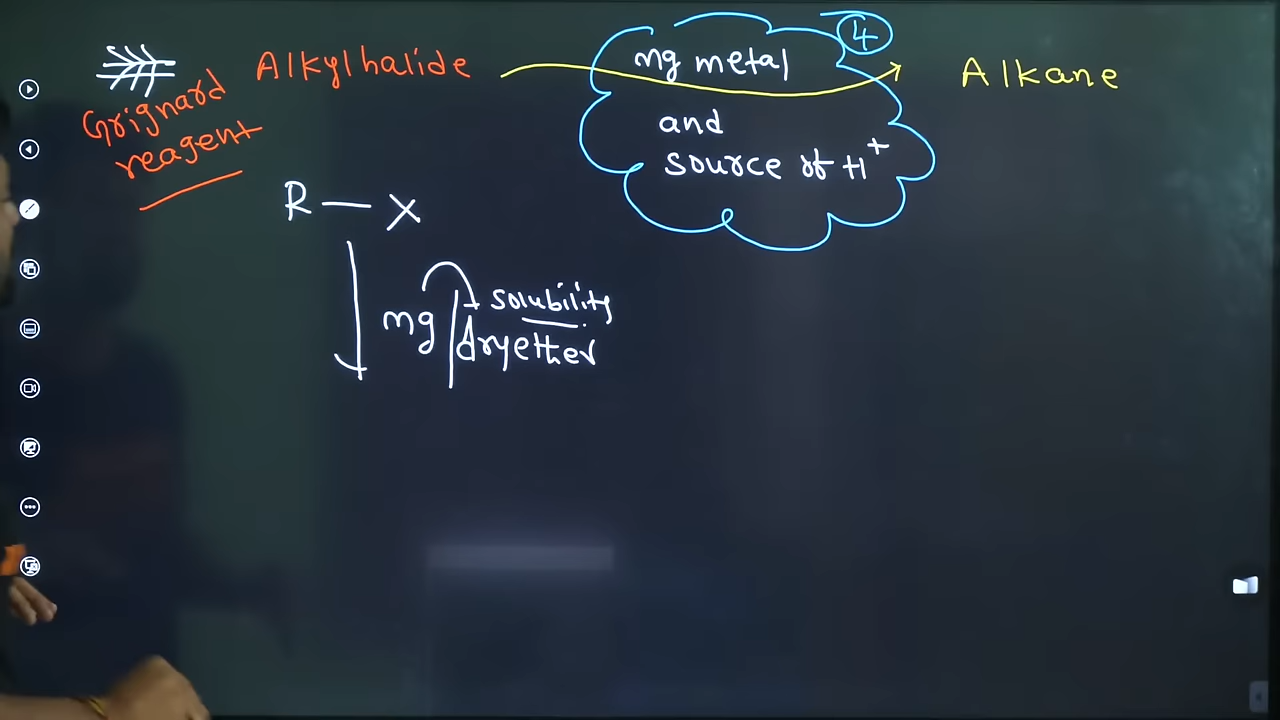 Grignard
reagent
Alkylhalide
4
mg metal
and
source of H+
Alkane
R — X
mg
solubility
dryether